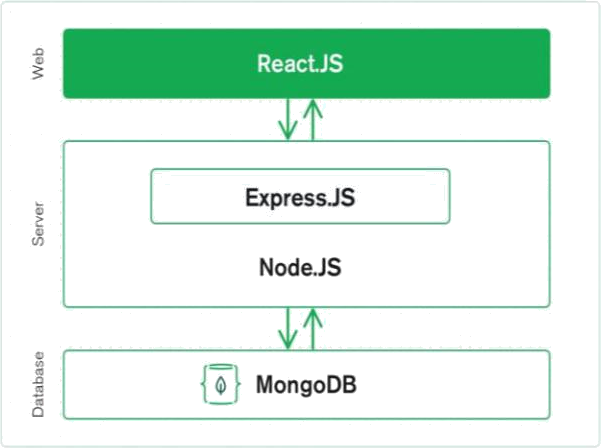 Web
React.JS
Server
Express.JS
Node.JS
Database
MongoDB